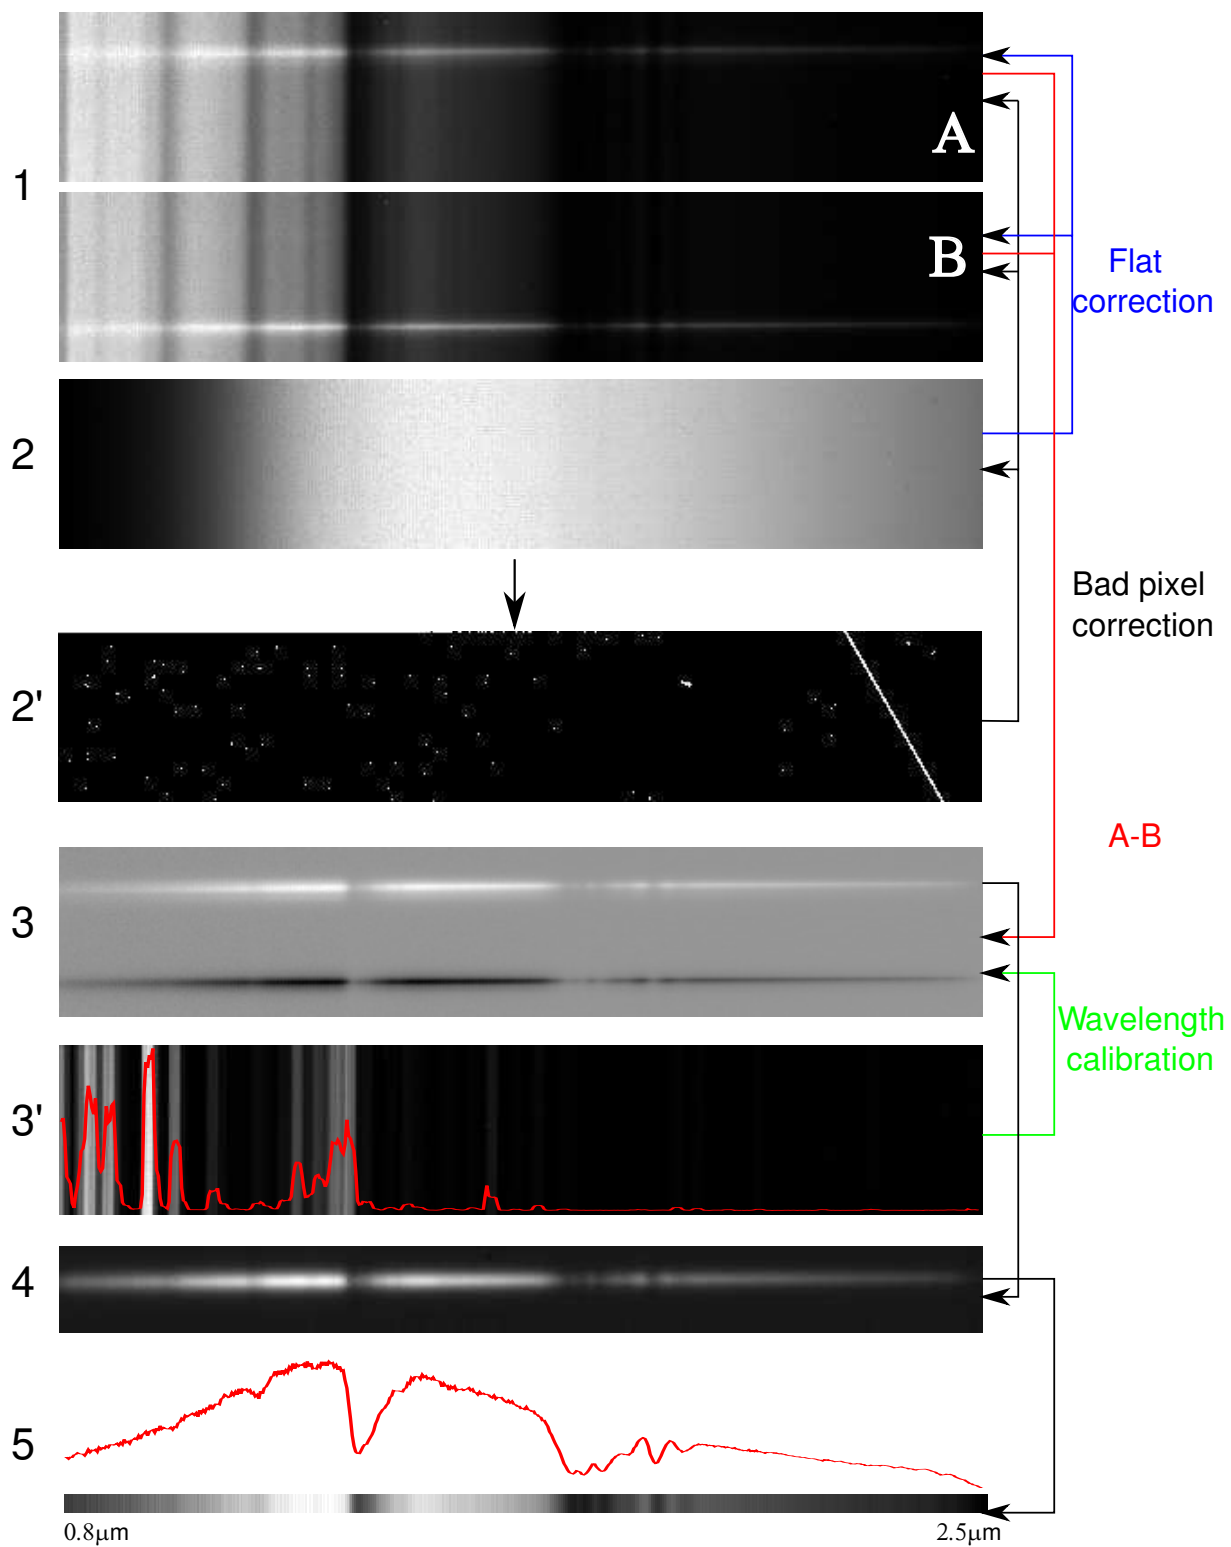 A
1
B
Flat
correction
2
Bad pixel
correction
2'
A-B
3
Wavelength
calibration
3'
4
5
0.8μm
2.5μm